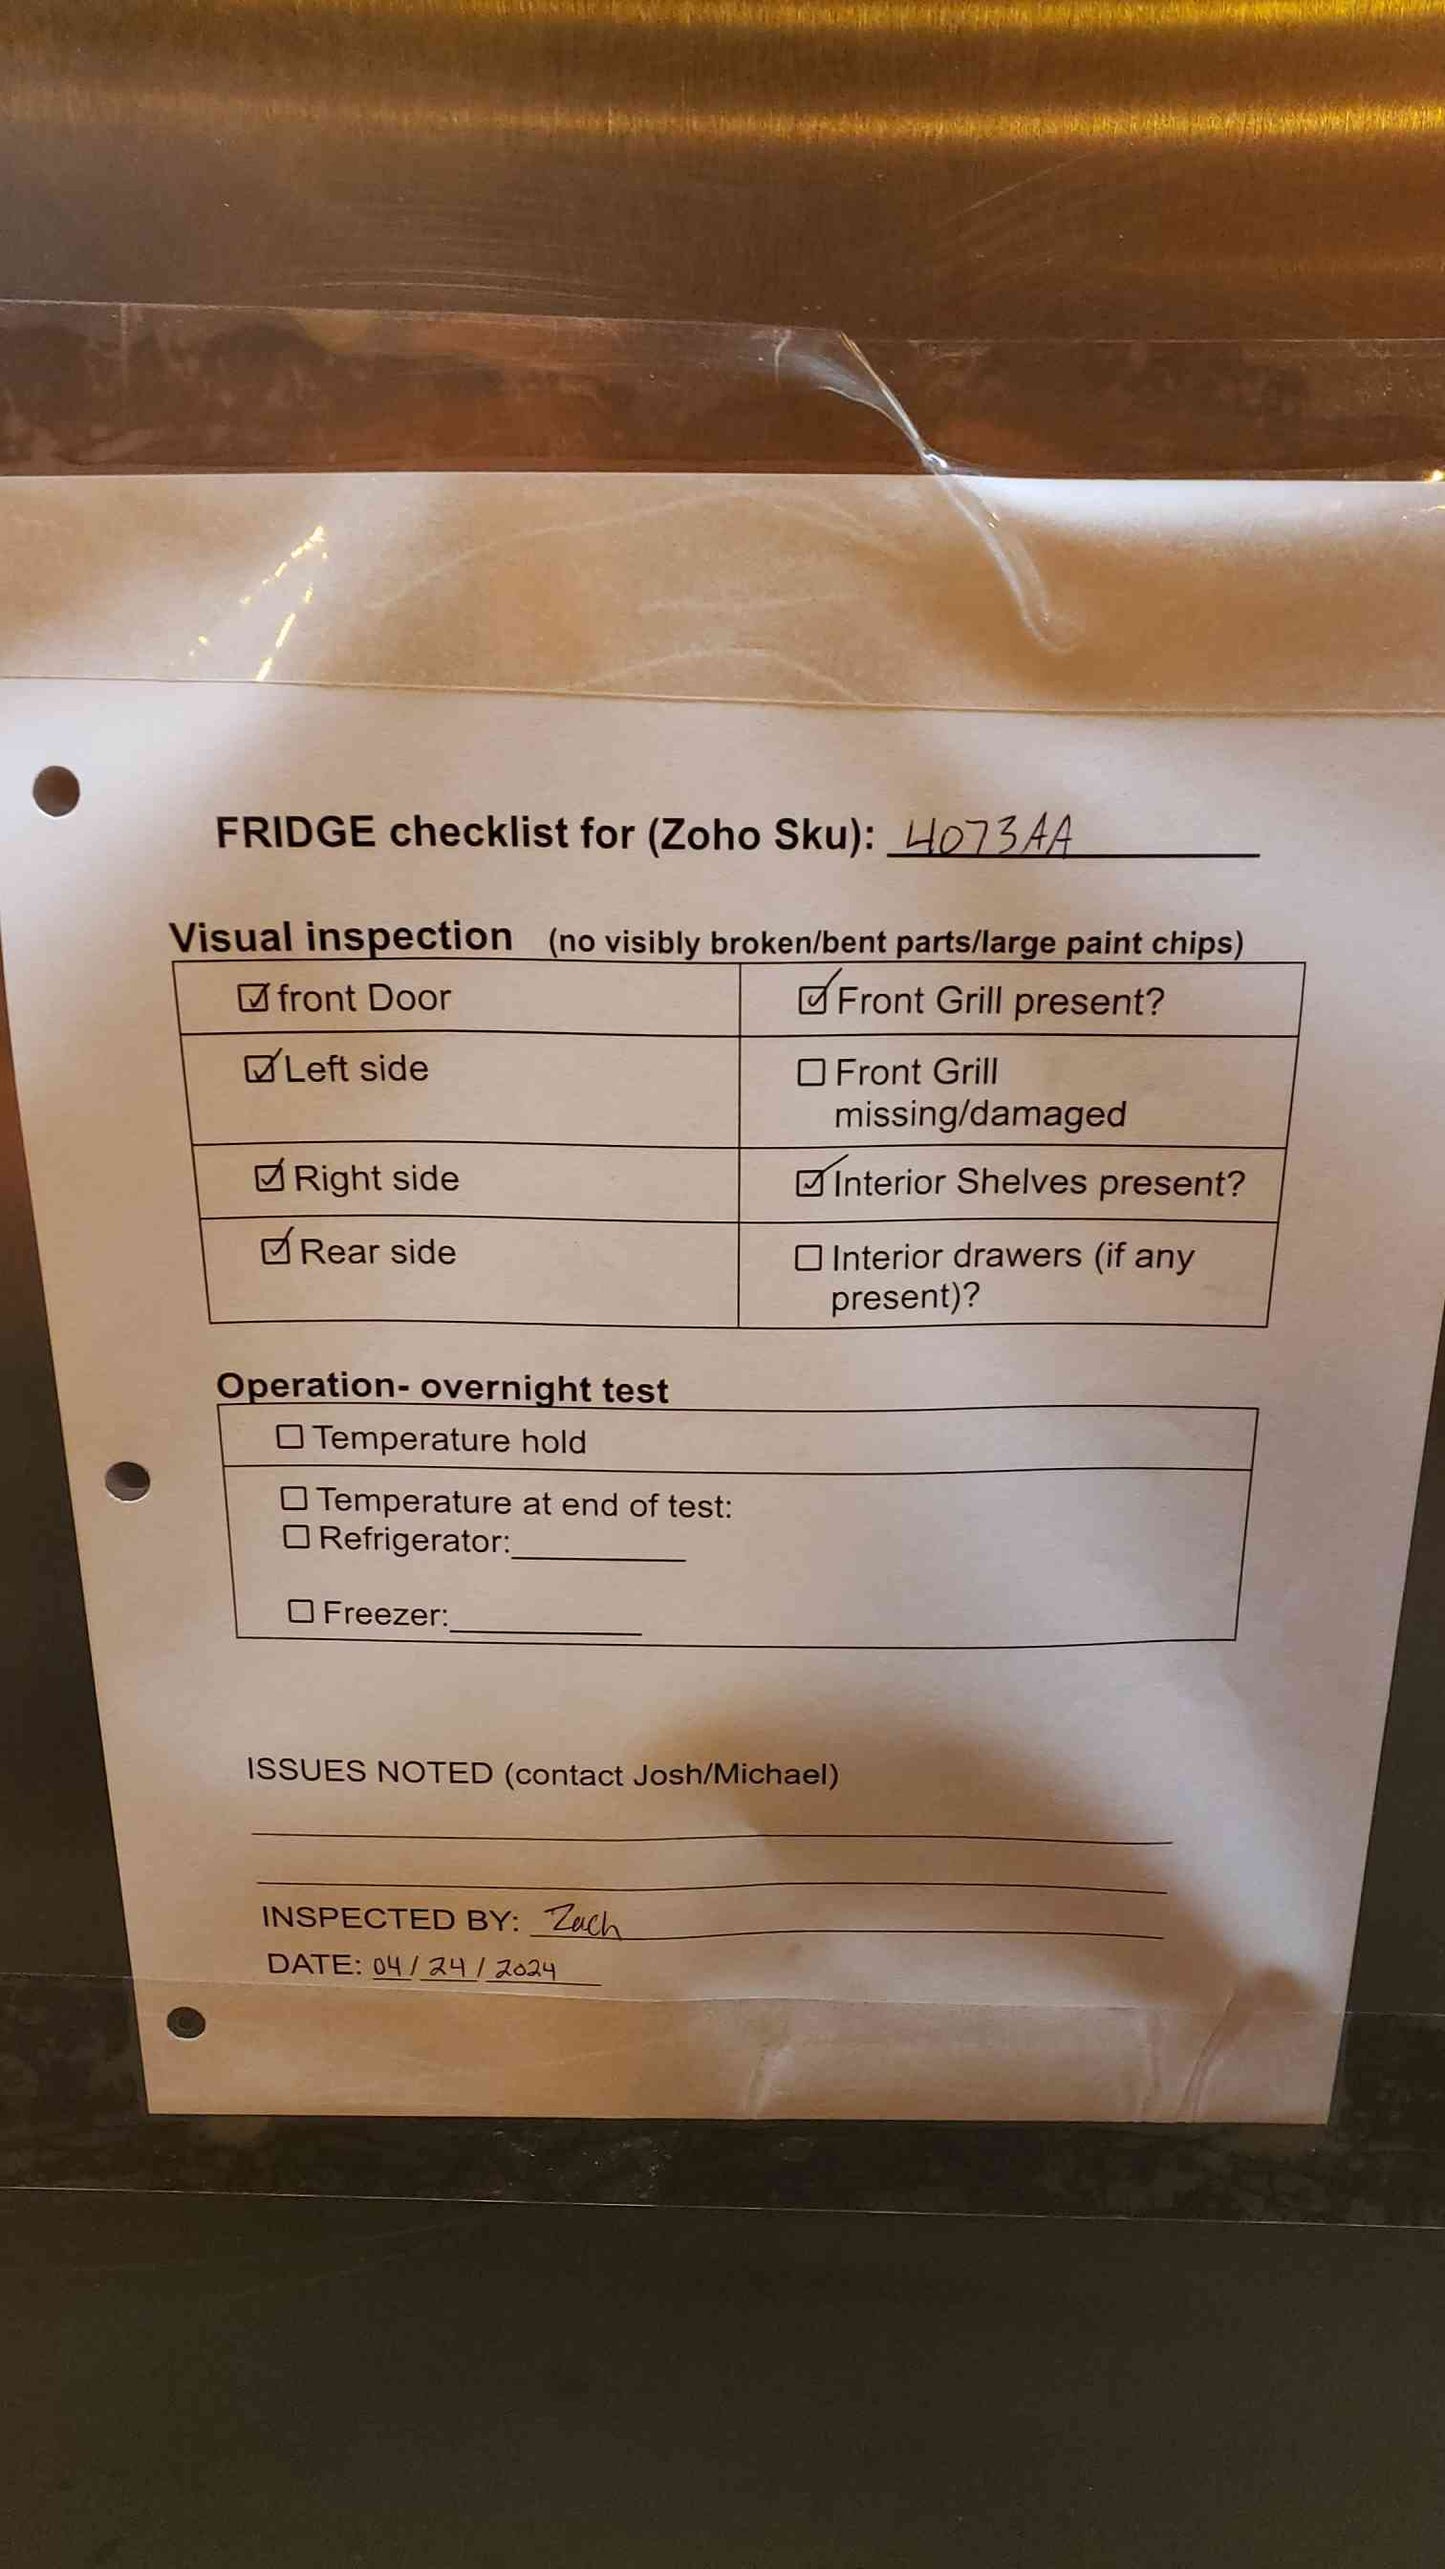 FRIDGE checklist for (Zoho Sku): 4073AA
Visual inspection (no visibly broken/bent parts/large paint chips)
☑ front Door
☑ Front Grill present?
☑ Left side
☐ Front Grill
missing/damaged
☑ Right side
☑ Interior Shelves present?
☑ Rear side
☐ Interior drawers (if any
present)?
Operation- overnight test
☐ Temperature hold
☐ Temperature at end of test:
☐ Refrigerator:__________
☐ Freezer:___________
ISSUES NOTED (contact Josh/Michael)
INSPECTED BY: Zach
DATE: 04/24/2024